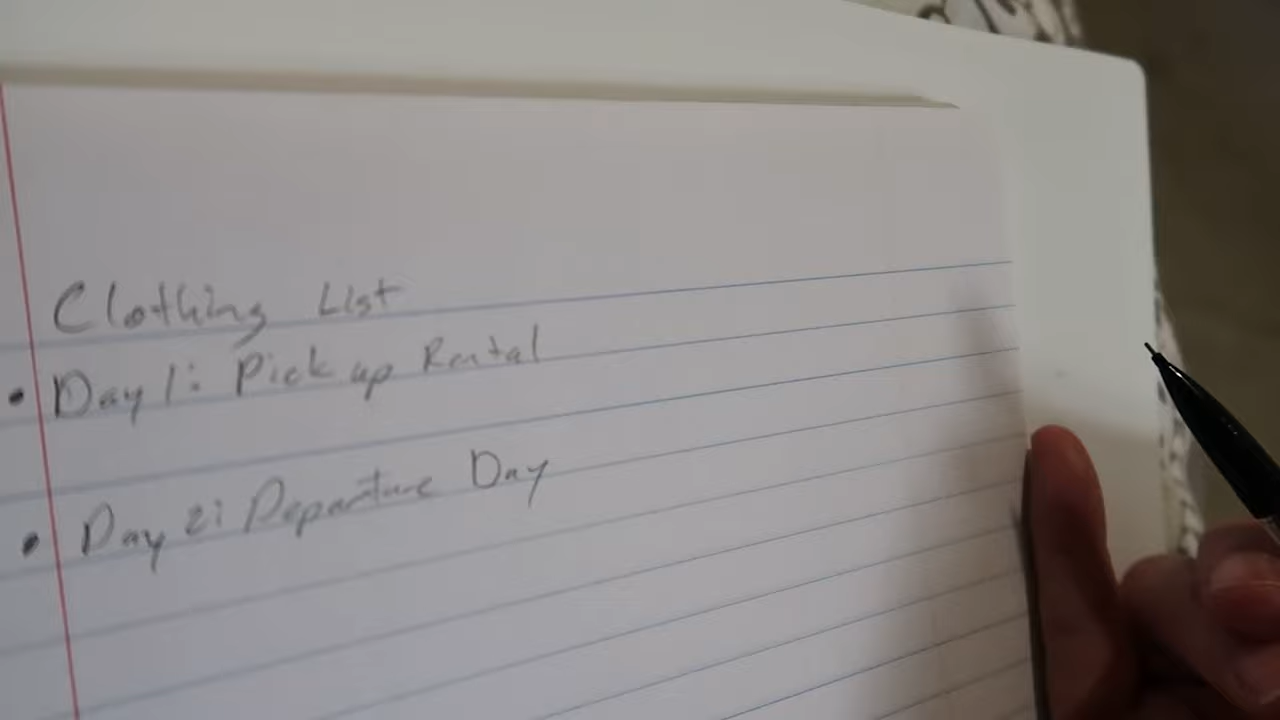 Clothing List
• Day 1: Pick up Rental
• Day 2: Departure Day